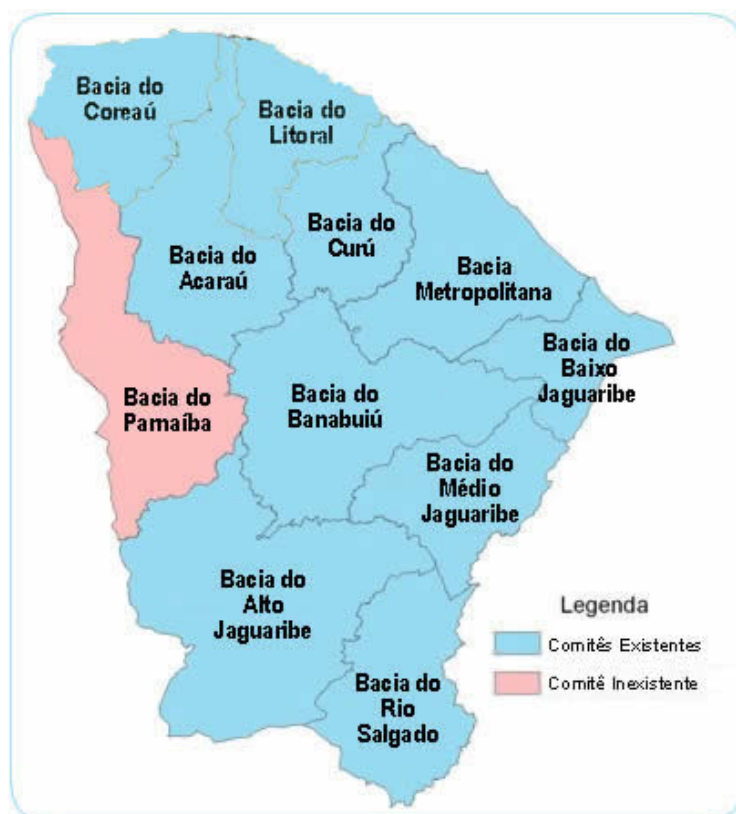 Bacia do
Coreaú
Bacia do
Litoral
Bacia do
Acaraú
Bacia do
Curú
Bacia
Metropolitana
Bacia do
Baixo
Jaguaribe
Bacia do
Parnaíba
Bacia do
Banabuiú
Bacia do
Médio
Jaguaribe
Bacia do
Alto
Jaguaribe
Bacia do
Rio
Salgado
Legenda
Comitês Existentes
Comitê Inexistente